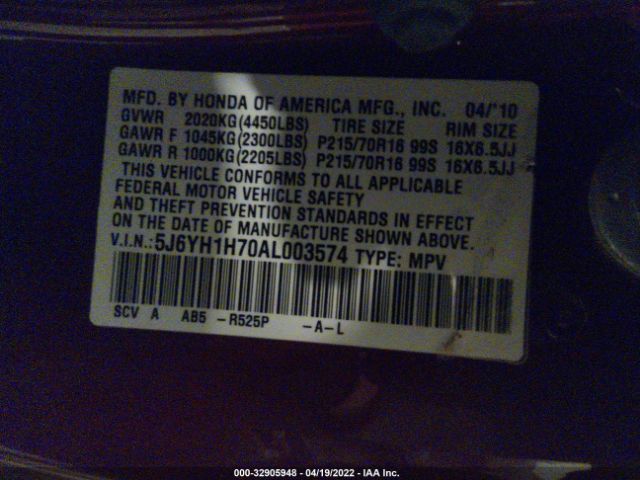 MFD. BY HONDA OF AMERICA MFG., INC. 04/'10
GVWR 2020KG(4450LBS) TIRE SIZE RIM SIZE
GAWR F 1045KG(2300LBS) P215/70R16 99S 16X6.5JJ
GAWR R 1000KG(2205LBS) P215/70R16 99S 16X6.5JJ
THIS VEHICLE CONFORMS TO ALL APPLICABLE
FEDERAL MOTOR VEHICLE SAFETY
AND THEFT PREVENTION STANDARDS IN EFFECT
ON THE DATE OF MANUFACTURE SHOWN ABOVE.
V.I.N.: 5J6YH1H70AL003574 TYPE: MPV
SCV A AB5 -R525P -A-L
000-32905948 - 04/19/2022 - IAA Inc.